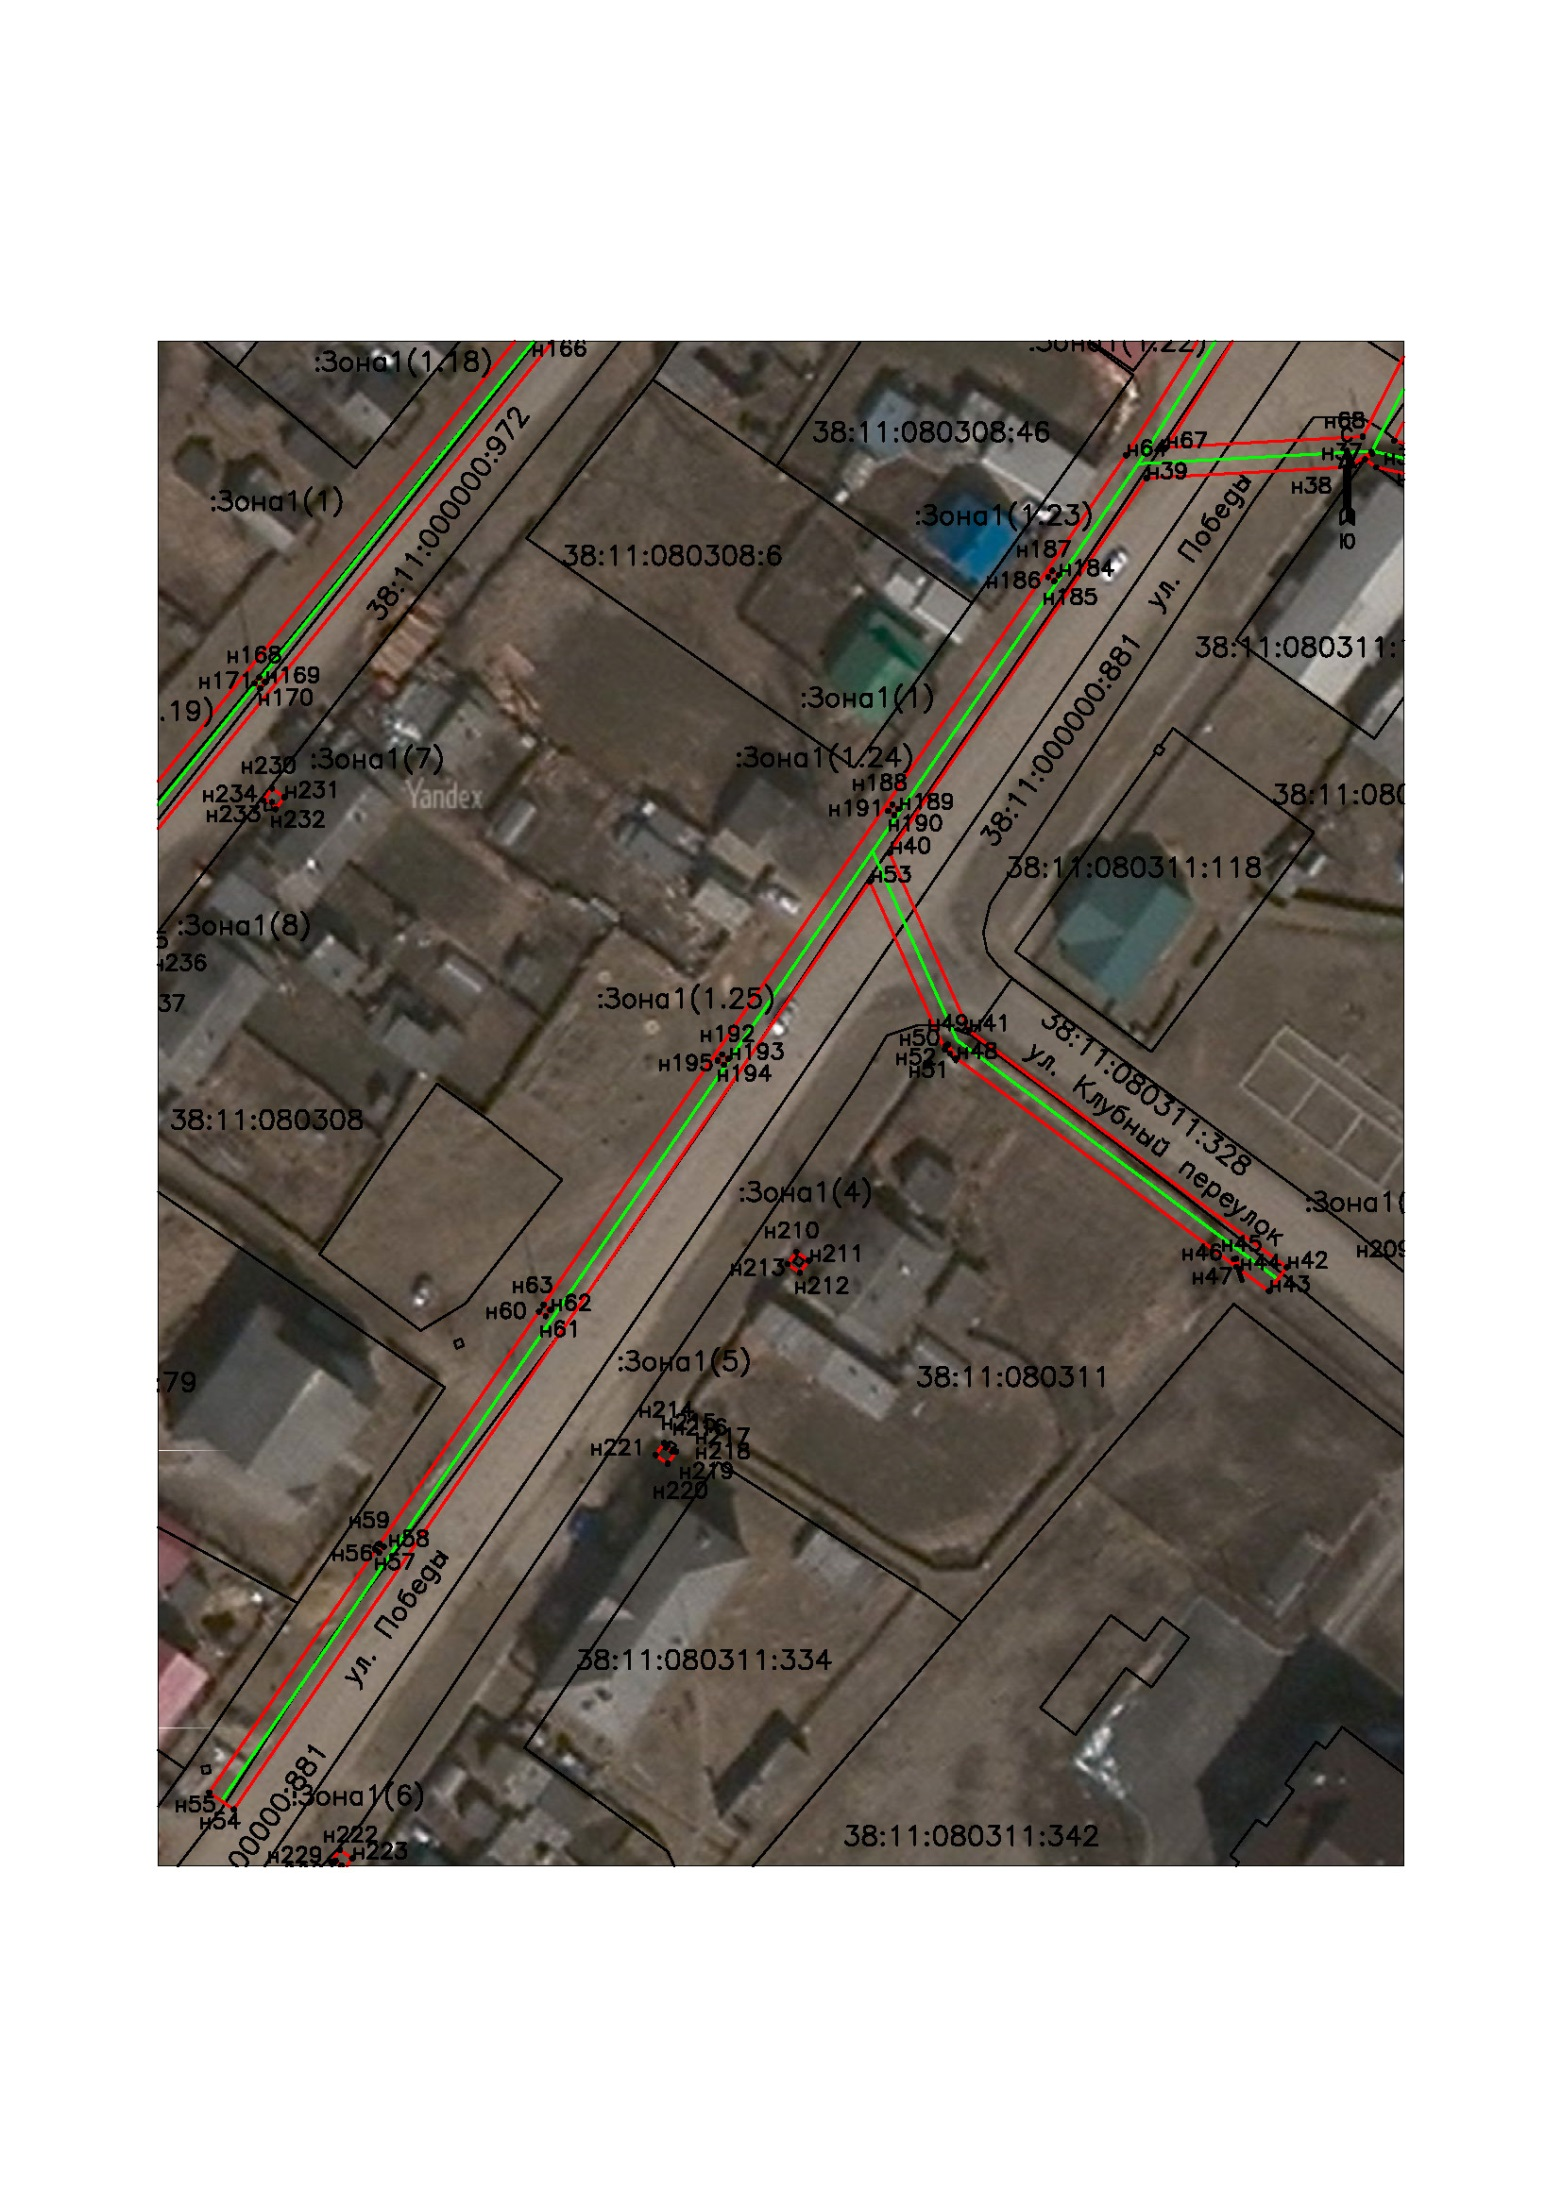 :Зона1(1.18)
н166
н68
38:11:080308:46
н64
н67
н37
н39
н38
:Зона1(1)
38:11:000000:972
:Зона1(1.23)
Ю
ул. Победы
н187
38:11:080308:6
н184
н186
н185
38:11:080311:
н168
н171
н169
н170
.19)
:Зона1(1)
38:11:000000:881
:Зона1(7)
:Зона1(1.24)
н230
н231
н234
н233
н232
Yandex
н188
н191
н189
н190
38:11:080
н40
н53
38:11:080311:118
:Зона1(8)
н236
37
:Зона1(1.25)
н192
н193
н195
н194
н49
н41
н50
н52
н48
н51
38:11:080311:328
ул. Клубный переулок
38:11:080308
:Зона1(4)
:Зона1(
н210
н211
н213
н212
н209
н45
н46
н44
н42
н47
н43
н63
н62
н60
н61
:Зона1(5)
38:11:080311
:79
н214
н215
н216
н217
н221
н218
н219
н220
н59
н58
н56
н57
ул. Победы
38:11:080311:334
00000:881
:Зона1(6)
н55
н54
н222
н223
н229
38:11:080311:342